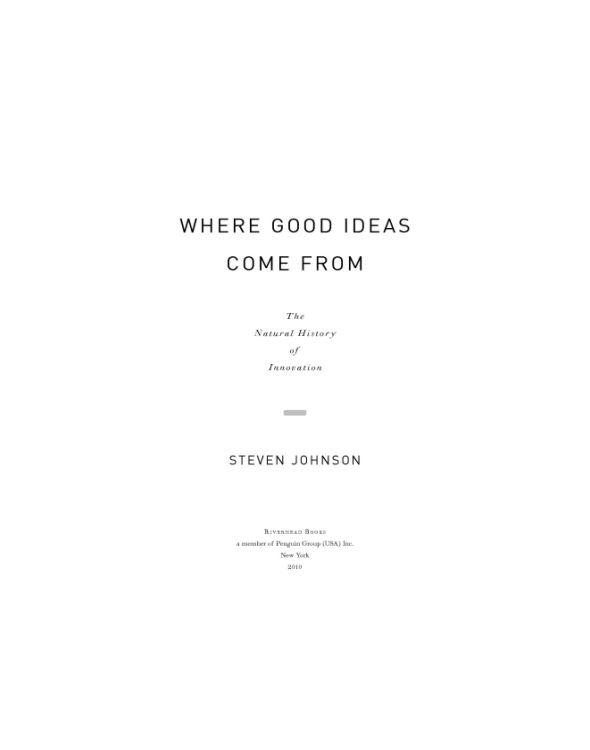 WHERE GOOD IDEAS
COME FROM
The
Natural History
of
Innovation
STEVEN JOHNSON
Riverhead Books
a member of Penguin Group (USA) Inc.
New York
2010